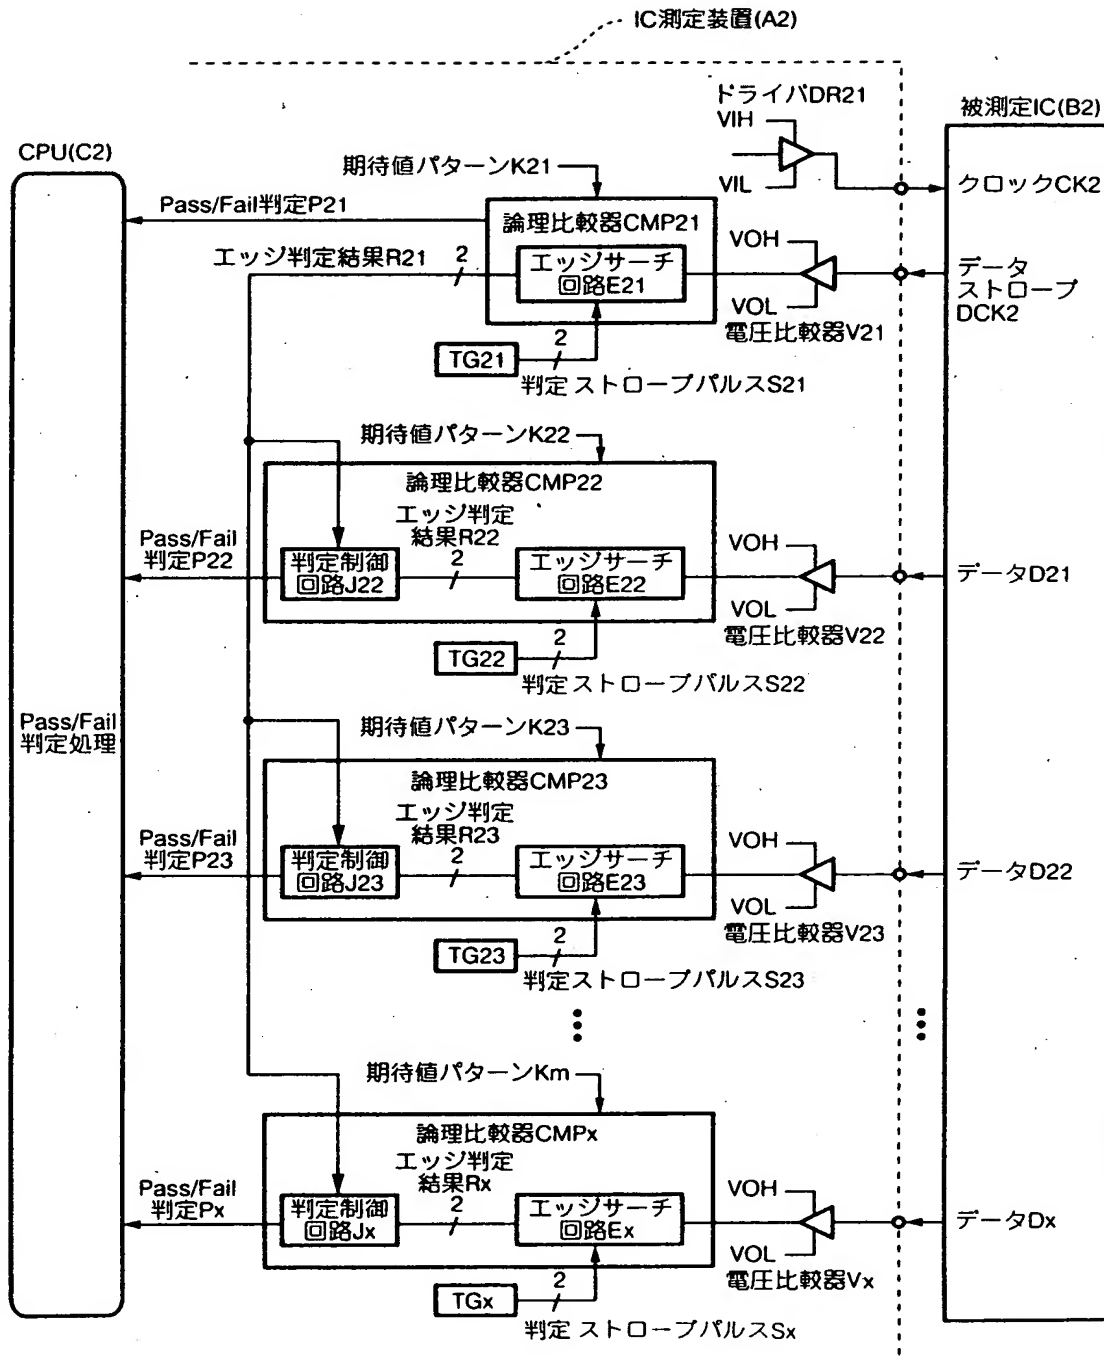 IC測定装置(A2)
ドライバDR21
VIH
VIL
被測定IC(B2)
CPU(C2)
期待値パターンK21
クロックCK2
Pass/Fail判定P21
論理比較器CMP21
エッジ判定結果R21
2
エッジサーチ
回路E21
VOH
VOL
電圧比較器V21
データ
ストローブ
DCK2
TG21
2
判定 ストローブパルスS21
期待値パターンK22
論理比較器CMP22
エッジ判定
結果R22
Pass/Fail
判定P22
判定制御
回路J22
2
エッジサーチ
回路E22
VOH
VOL
電圧比較器V22
データD21
TG22
2
判定 ストローブパルスS22
Pass/Fail
判定処理
期待値パターンK23
論理比較器CMP23
エッジ判定
結果R23
Pass/Fail
判定P23
判定制御
回路J23
2
エッジサーチ
回路E23
VOH
VOL
電圧比較器V23
データD22
TG23
2
判定 ストローブパルスS23
期待値パターンKm
論理比較器CMPx
エッジ判定
結果Rx
Pass/Fail
判定Px
判定制御
回路Jx
2
エッジサーチ
回路Ex
VOH
VOL
電圧比較器Vx
データDx
TGx
2
判定 ストローブパルスSx